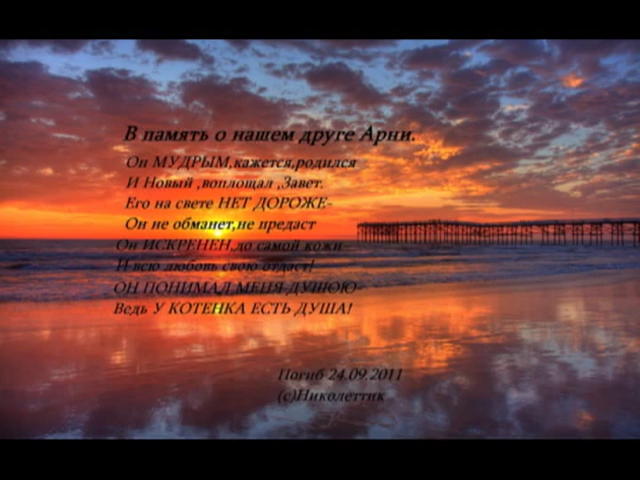 В память о нашем друге Арни.
Он МУДРЫМ,кажется,родился
И Новый ,воплощал ,Завет.
Его на свете НЕТ ДОРОЖЕ-
Он не обманет,не предаст
Он ИСКРЕНЕН,до самой кожи-
И всю любовь свою отдаст!
ОН ПОНИМАЛ МЕНЯ-ДУШОЮ-
Ведь У КОТЕНКА ЕСТЬ ДУША!
Погиб 24.09.2011
(с)Николеттик